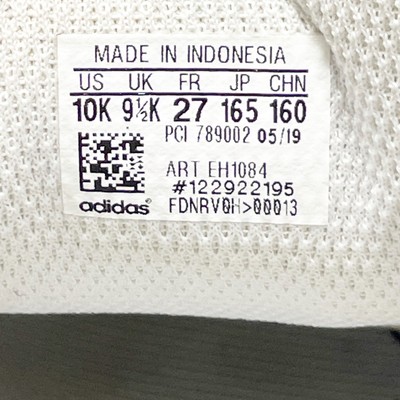 MADE IN INDONESIA
US UK FR JP CHN
10K 9½K 27 165 160
PCI 789002 05/19
ART EH1084
#122922195
adidas® FDNRV0H>00013